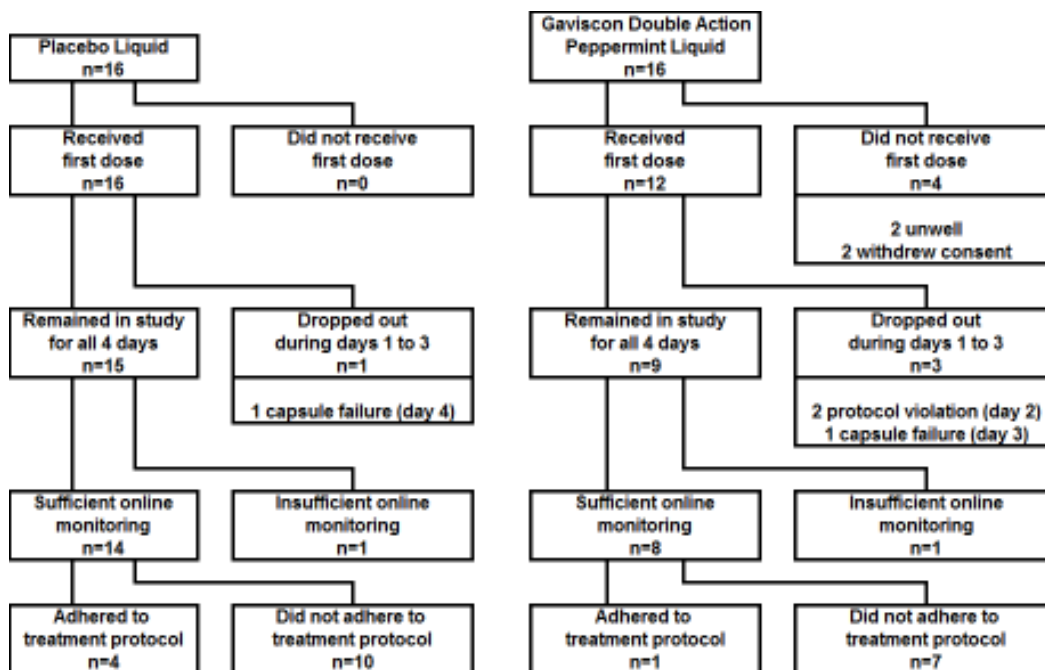 Placebo Liquid
n=16
Received
first dose
n=16
Did not receive
first dose
n=0
Remained in study
for all 4 days
n=15
Dropped out
during days 1 to 3
n=1
1 capsule failure (day 4)
Sufficient online
monitoring
n=14
Insufficient online
monitoring
n=1
Adhered to
treatment protocol
n=4
Did not adhere to
treatment protocol
n=10
Gaviscon Double Action
Peppermint Liquid
n=16
Received
first dose
n=12
Did not receive
first dose
n=4
2 unwell
2 withdrew consent
Remained in study
for all 4 days
n=9
Dropped out
during days 1 to 3
n=3
2 protocol violation (day 2)
1 capsule failure (day 3)
Sufficient online
monitoring
n=8
Insufficient online
monitoring
n=1
Adhered to
treatment protocol
n=1
Did not adhere to
treatment protocol
n=7